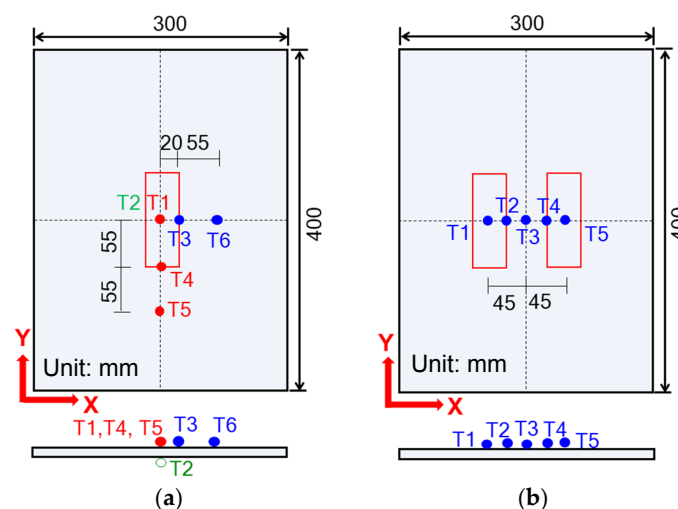 300
300
20 55
T2 T1
T3
T6
55
T4
55
T5
400
Y
Unit: mm
X
T1,T4, T5 T3 T6
T2
(a)
T2
T4
T1
T3
T5
45 45
400
Y
Unit: mm
X
T1 T2 T3 T4 T5
(b)